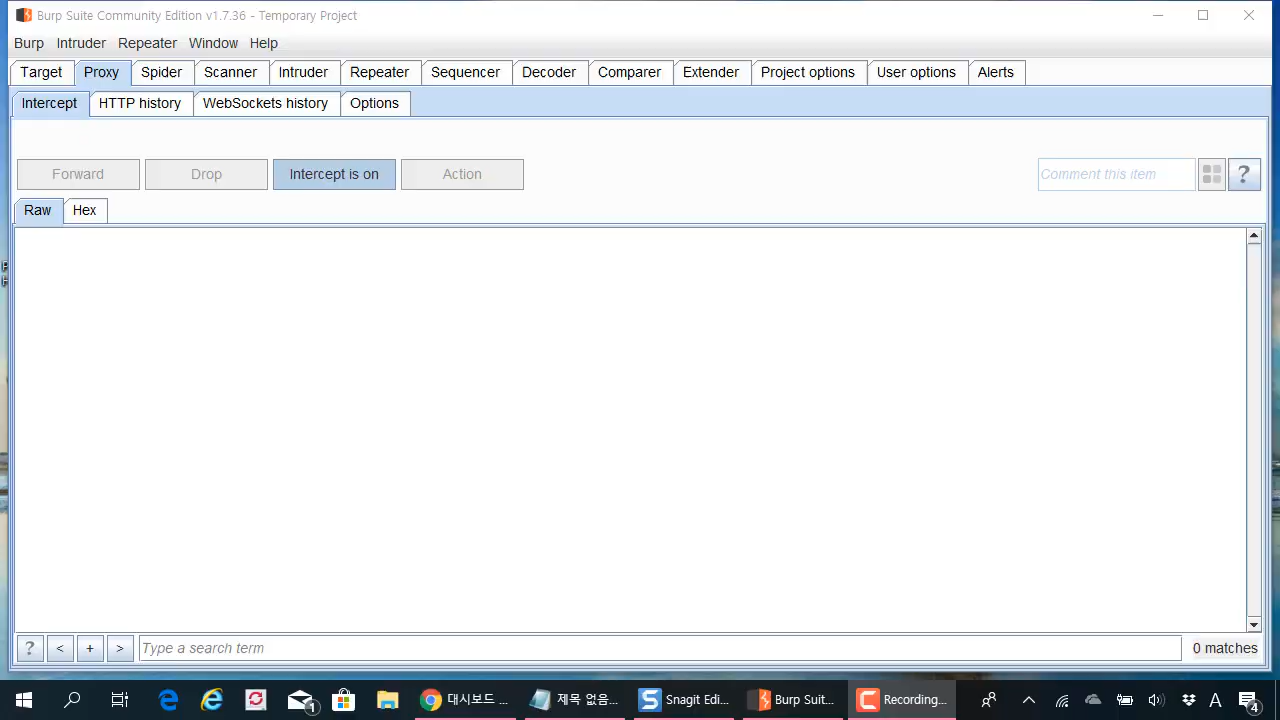 Burp Suite Community Edition v1.7.36 - Temporary Project
Burp Intruder Repeater Window Help
Target Proxy Spider Scanner Intruder Repeater Sequencer Decoder Comparer Extender Project options User options Alerts
Intercept HTTP history WebSockets history Options
Forward Drop Intercept is on Action Comment this item ?
Raw Hex
? < + > Type a search term 0 matches
대시보드 ... 제목 없음... Snagit Edi... Burp Suit... Recording... A
1 4